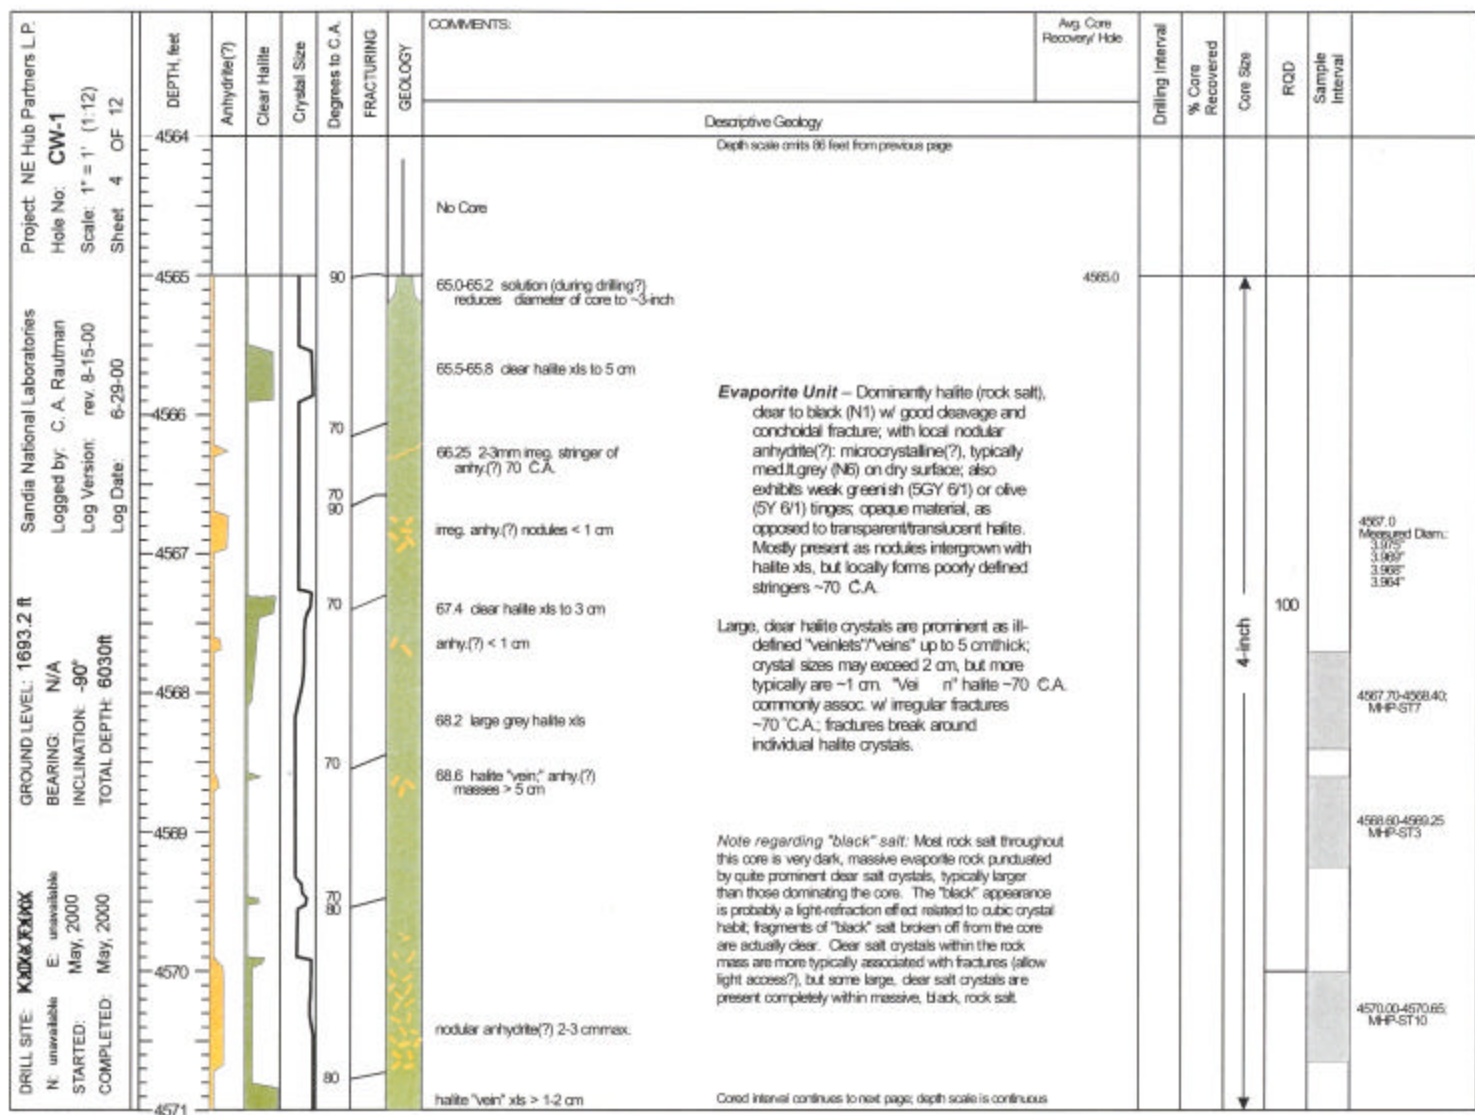 Project: NE Hub Partners L.P.
Hole No: CW-1
Scale: 1" = 1' (1:12)
Sheet 4 OF 12
Sandia National Laboratories
Logged by: C. A. Rautman
Log Version: rev. 8-15-00
Log Date: 6-29-00
GROUND LEVEL: 1693.2 ft
BEARING: N/A
INCLINATION: -90°
TOTAL DEPTH: 6030ft
DRILL SITE:
N: unavailable E: unavailable
STARTED: May, 2000
COMPLETED: May, 2000
DEPTH, feet
Anhydrite(?)
Clear Halite
Crystal Size
Degrees to C.A.
FRACTURING
GEOLOGY
COMMENTS:
Avg. Core
Recovery/ Hole
Drilling Interval
% Core
Recovered
Core Size
RQD
Sample
Interval
Descriptive Geology
4564
Depth scale omits 86 feet from previous page
No Core
4565
90
65.0-65.2 solution (during drilling?)
reduces diameter of core to ~3-inch
4565.0
65.5-65.8 clear halite xls to 5 cm
4566
70
66.25 2-3mm irreg. stringer of
anhy.(?) 70 C.A.
70
90
irreg. anhy.(?) nodules < 1 cm
4567
70
67.4 clear halite xls to 3 cm
anhy.(?) < 1 cm
4568
68.2 large grey halite xls
70
68.6 halite "vein;" anhy.(?)
masses > 5 cm
4569
70
80
4570
nodular anhydrite(?) 2-3 cmmax.
80
halite "vein" xls > 1-2 cm
4571
Evaporite Unit – Dominantly halite (rock salt),
clear to black (N1) w/ good cleavage and
conchoidal fracture; with local nodular
anhydrite(?): microcrystalline(?), typically
med.lt.grey (N6) on dry surface; also
exhibits weak greenish (5GY 6/1) or olive
(5Y 6/1) tinges; opaque material, as
opposed to transparent/translucent halite.
Mostly present as nodules intergrown with
halite xls, but locally forms poorly defined
stringers ~70 C.A.
Large, clear halite crystals are prominent as ill-
defined "veinlets"/"veins" up to 5 cmthick;
crystal sizes may exceed 2 cm, but more
typically are ~1 cm. "Vei n" halite ~70 C.A.
commonly assoc. w/ irregular fractures
~70 °C.A.; fractures break around
individual halite crystals.
Note regarding "black" salt: Most rock salt throughout
this core is very dark, massive evaporite rock punctuated
by quite prominent clear salt crystals, typically larger
than those dominating the core. The "black" appearance
is probably a light-refraction effect related to cubic crystal
habit; fragments of "black" salt broken off from the core
are actually clear. Clear salt crystals within the rock
mass are more typically associated with fractures (allow
light access?), but some large, clear salt crystals are
present completely within massive, black, rock salt.
Cored interval continues to next page; depth scale is continuous
4-inch
100
4567.0
Measured Diam.:
3.975"
3.969"
3.968"
3.964"
4567.70-4568.40;
MHP-ST7
4568.60-4569.25
MHP-ST3
4570.00-4570.65;
MHP-ST10